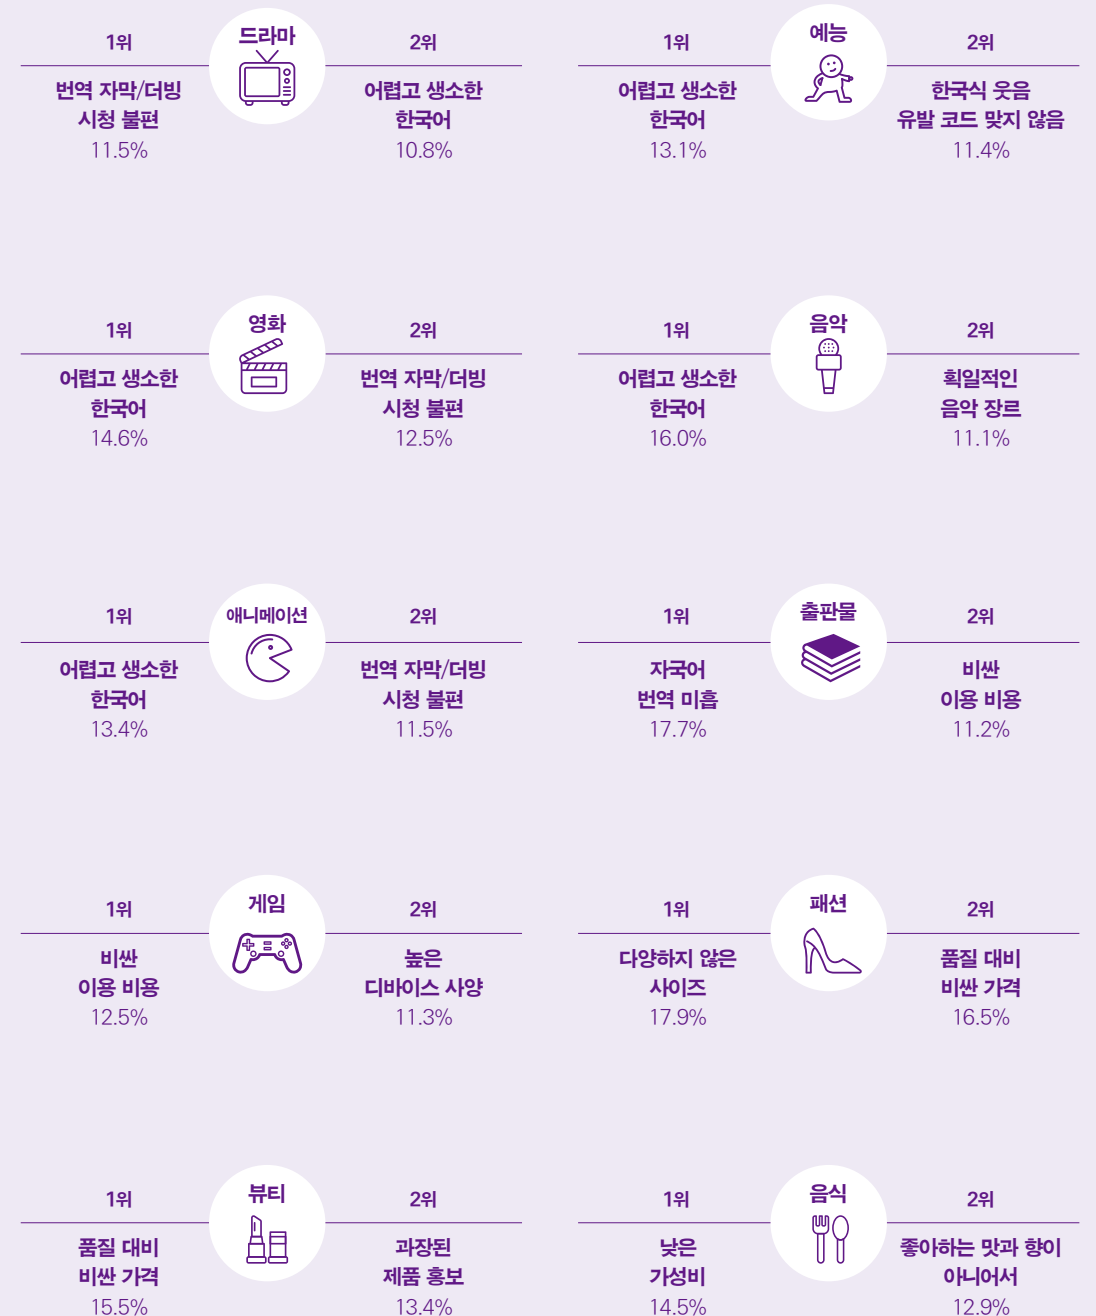 드라마
1위
번역 자막/더빙
시청 불편
11.5%
2위
어렵고 생소한
한국어
10.8%
예능
1위
어렵고 생소한
한국어
13.1%
2위
한국식 웃음
유발 코드 맞지 않음
11.4%
영화
1위
어렵고 생소한
한국어
14.6%
2위
번역 자막/더빙
시청 불편
12.5%
음악
1위
어렵고 생소한
한국어
16.0%
2위
획일적인
음악 장르
11.1%
애니메이션
1위
어렵고 생소한
한국어
13.4%
2위
번역 자막/더빙
시청 불편
11.5%
출판물
1위
자국어
번역 미흡
17.7%
2위
비싼
이용 비용
11.2%
게임
1위
비싼
이용 비용
12.5%
2위
높은
디바이스 사양
11.3%
패션
1위
다양하지 않은
사이즈
17.9%
2위
품질 대비
비싼 가격
16.5%
뷰티
1위
품질 대비
비싼 가격
15.5%
2위
과장된
제품 홍보
13.4%
음식
1위
낮은
가성비
14.5%
2위
좋아하는 맛과 향이
아니어서
12.9%